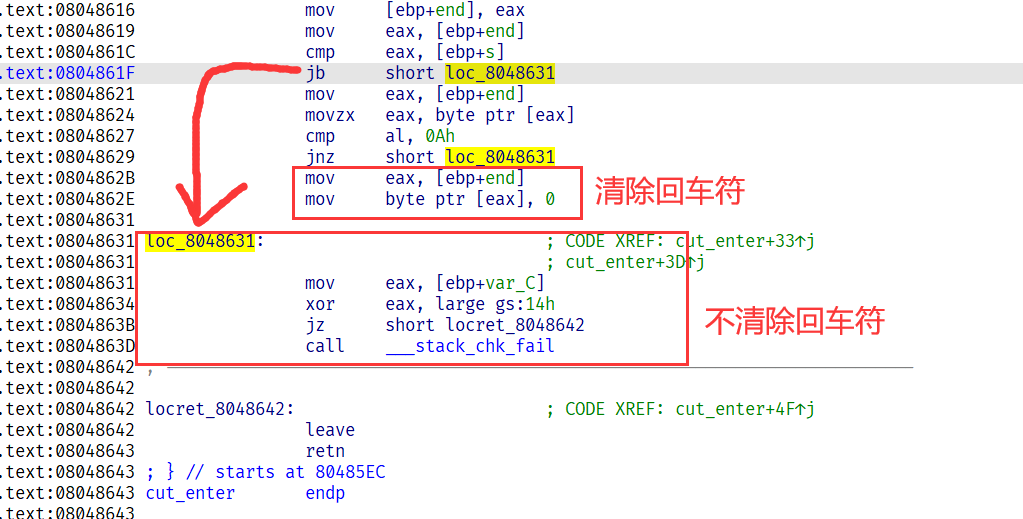 .text:08048616 mov [ebp+end], eax
.text:08048619 mov eax, [ebp+end]
.text:0804861C cmp eax, [ebp+s]
.text:0804861F jb short loc_8048631
.text:08048621 mov eax, [ebp+end]
.text:08048624 movzx eax, byte ptr [eax]
.text:08048627 cmp al, 0Ah
.text:08048629 jnz short loc_8048631
.text:0804862B mov eax, [ebp+end]
清除回车符
.text:0804862E mov byte ptr [eax], 0
.text:08048631
.text:08048631 loc_8048631: ; CODE XREF: cut_enter+33↑j
.text:08048631 ; cut_enter+3D↑j
.text:08048631 mov eax, [ebp+var_C]
.text:08048634 xor eax, large gs:14h
不清除回车符
.text:0804863B jz short locret_8048642
.text:0804863D call ___stack_chk_fail
.text:08048642 ;
.text:08048642
.text:08048642 locret_8048642: ; CODE XREF: cut_enter+4F↑j
.text:08048642 leave
.text:08048643 retn
.text:08048643 ; } // starts at 80485EC
.text:08048643 cut_enter endp
.text:08048643